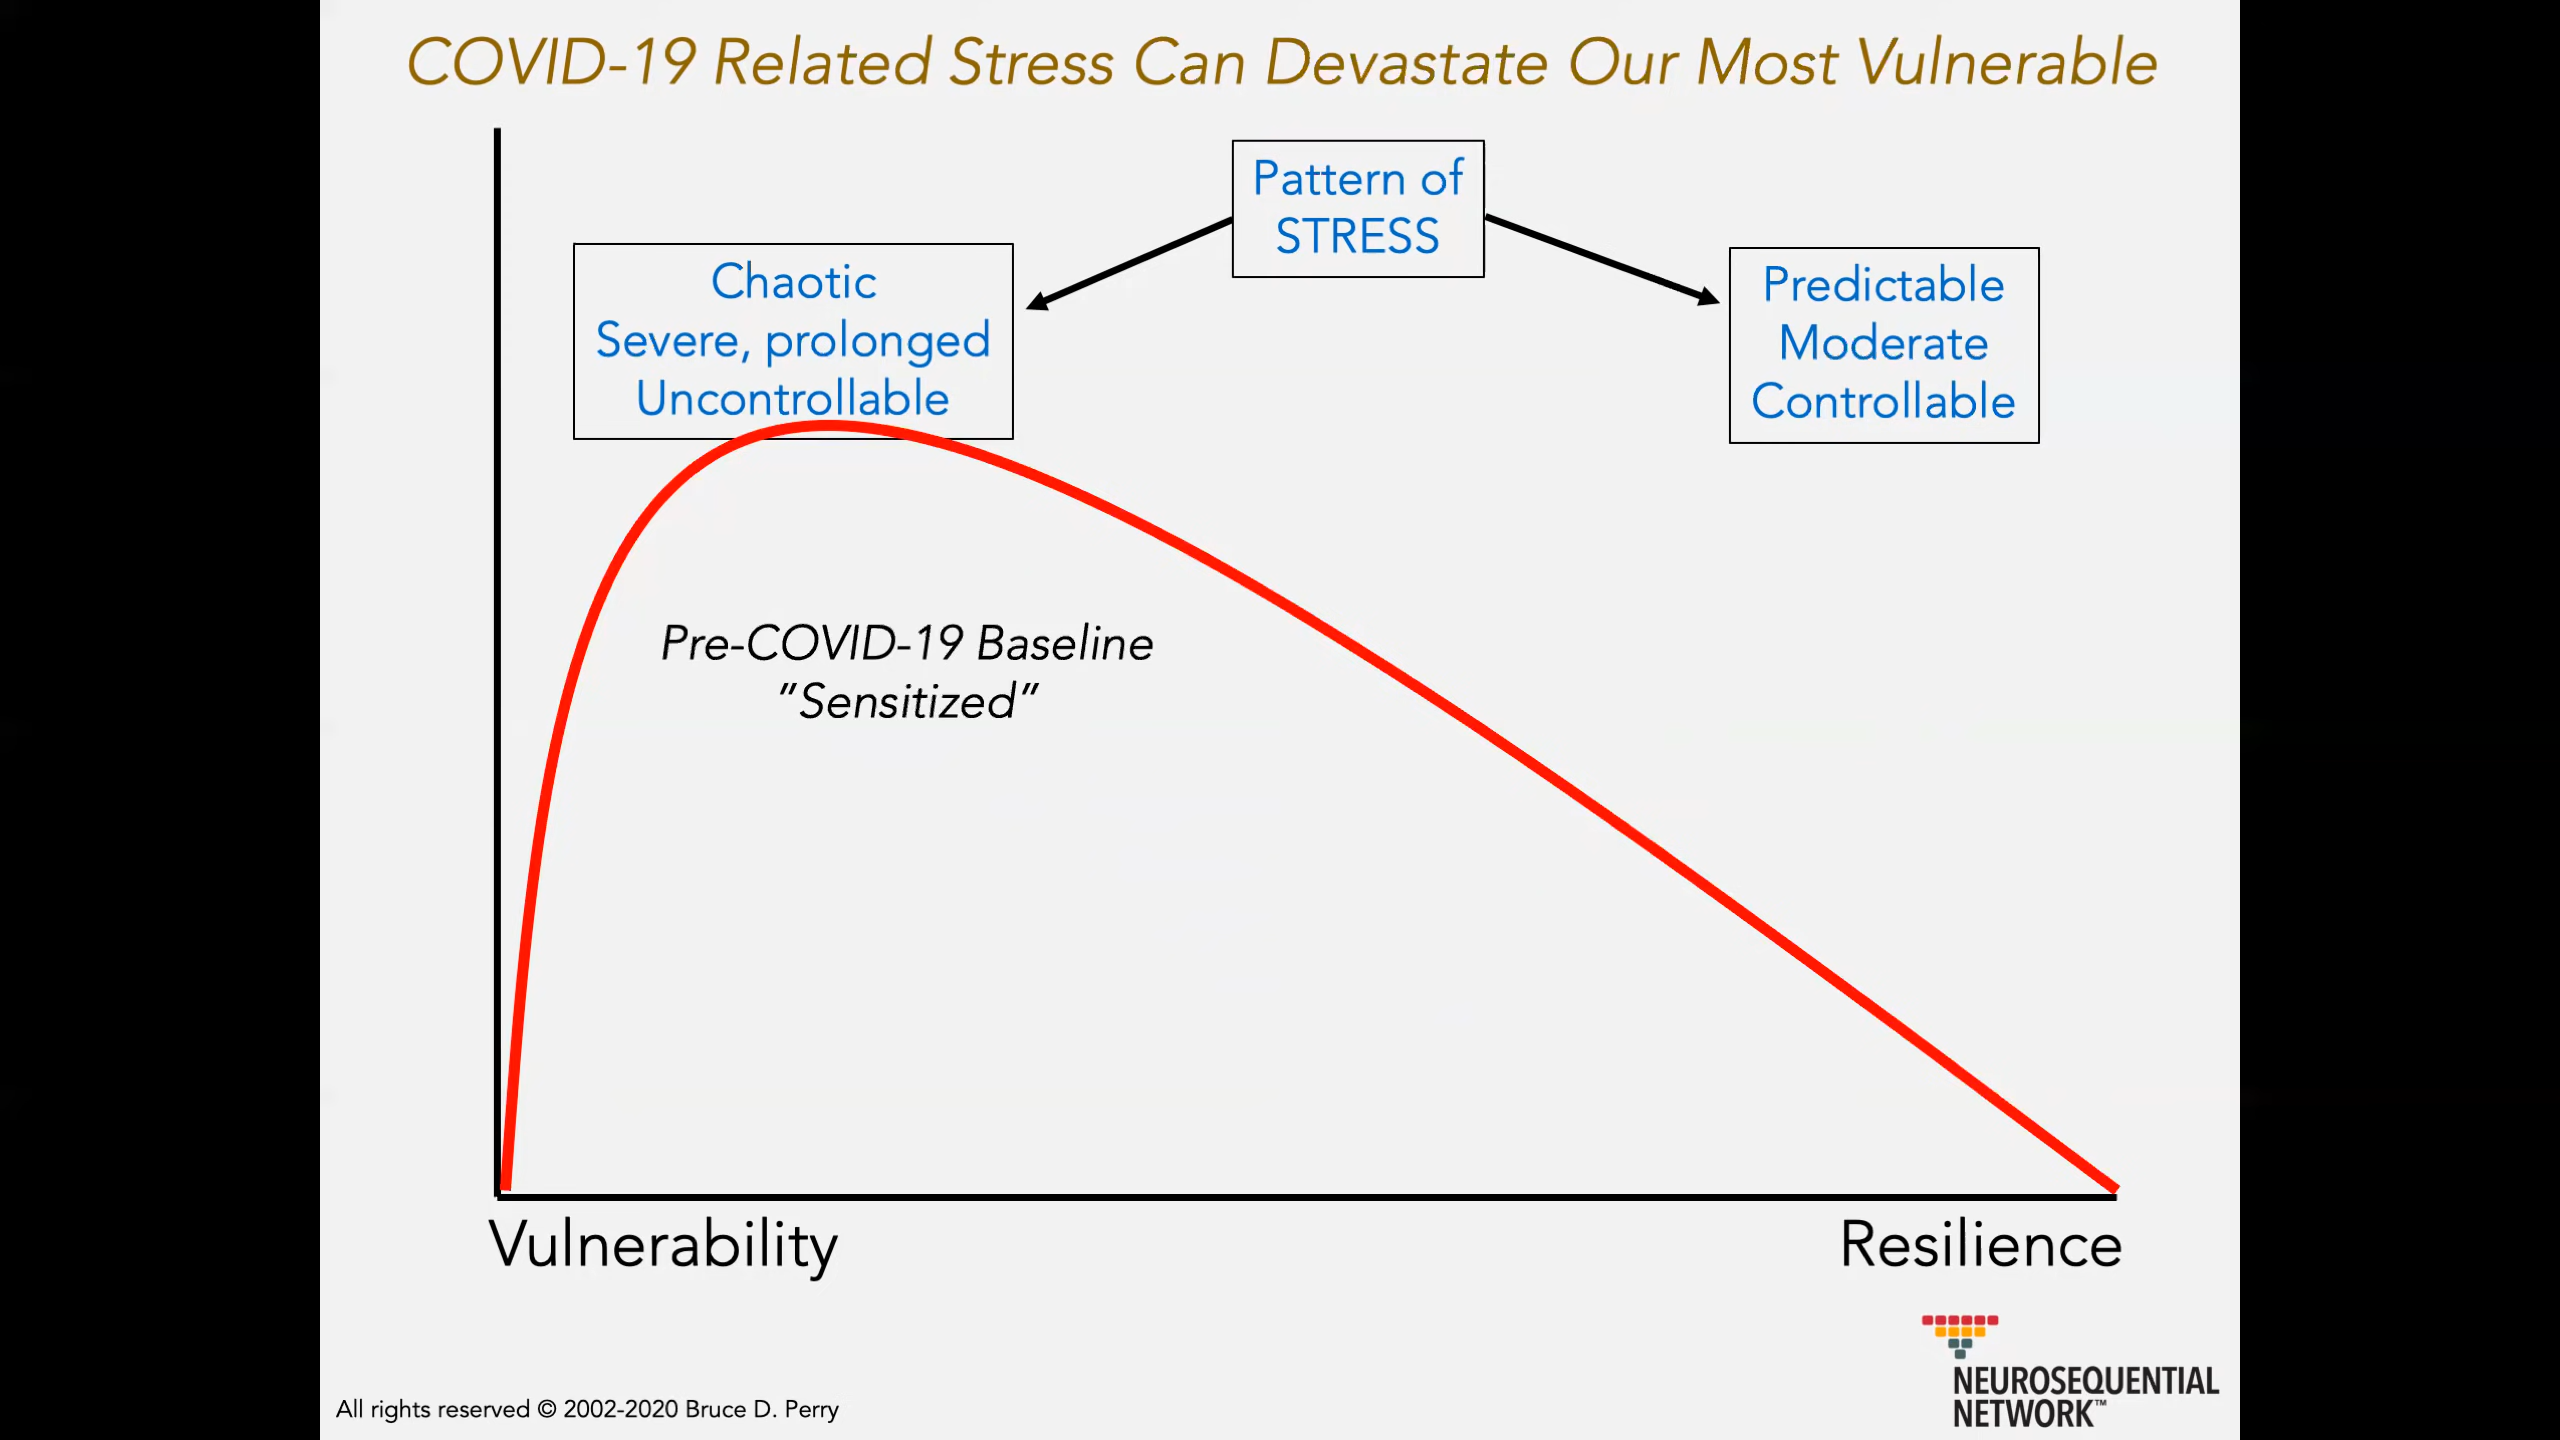 COVID-19 Related Stress Can Devastate Our Most Vulnerable
Pattern of
STRESS
Chaotic
Severe, prolonged
Uncontrollable
Predictable
Moderate
Controllable
Pre-COVID-19 Baseline
”Sensitized”
Vulnerability
Resilience
NEUROSEQUENTIAL
NETWORK™
All rights reserved © 2002-2020 Bruce D. Perry